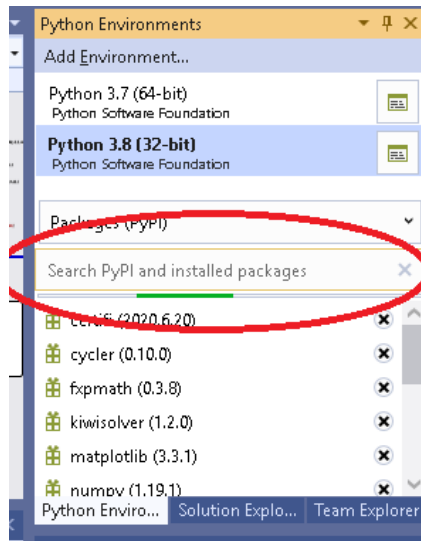 Python Environments
Add Environment...
Python 3.7 (64-bit)
Python Software Foundation
Python 3.8 (32-bit)
Python Software Foundation
Packages (PyPI)
Search PyPI and installed packages
certifi (2020.6.20)
cycler (0.10.0)
fxpmath (0.3.8)
kiwisolver (1.2.0)
matplotlib (3.3.1)
numpy (1.19.1)
Python Enviro... Solution Explo... Team Explorer